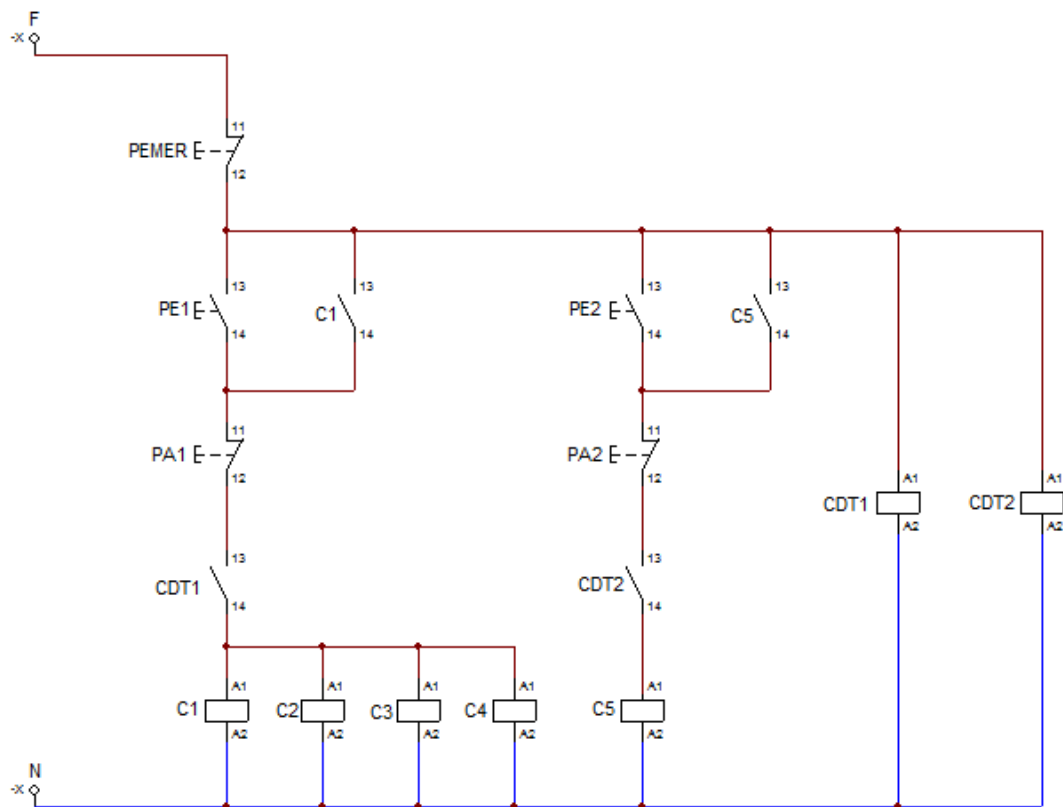 F
-X
11
PEMER
12
13 13 13 13
PE1 C1 PE2 C5
14 14 14 14
11 11
PA1 PA2
12 12
A1 A1
CDT1 CDT2
A2 A2
13 13
CDT1 CDT2
14 14
A1 A1 A1 A1 A1
C1 C2 C3 C4 C5
A2 A2 A2 A2 A2
N
-X